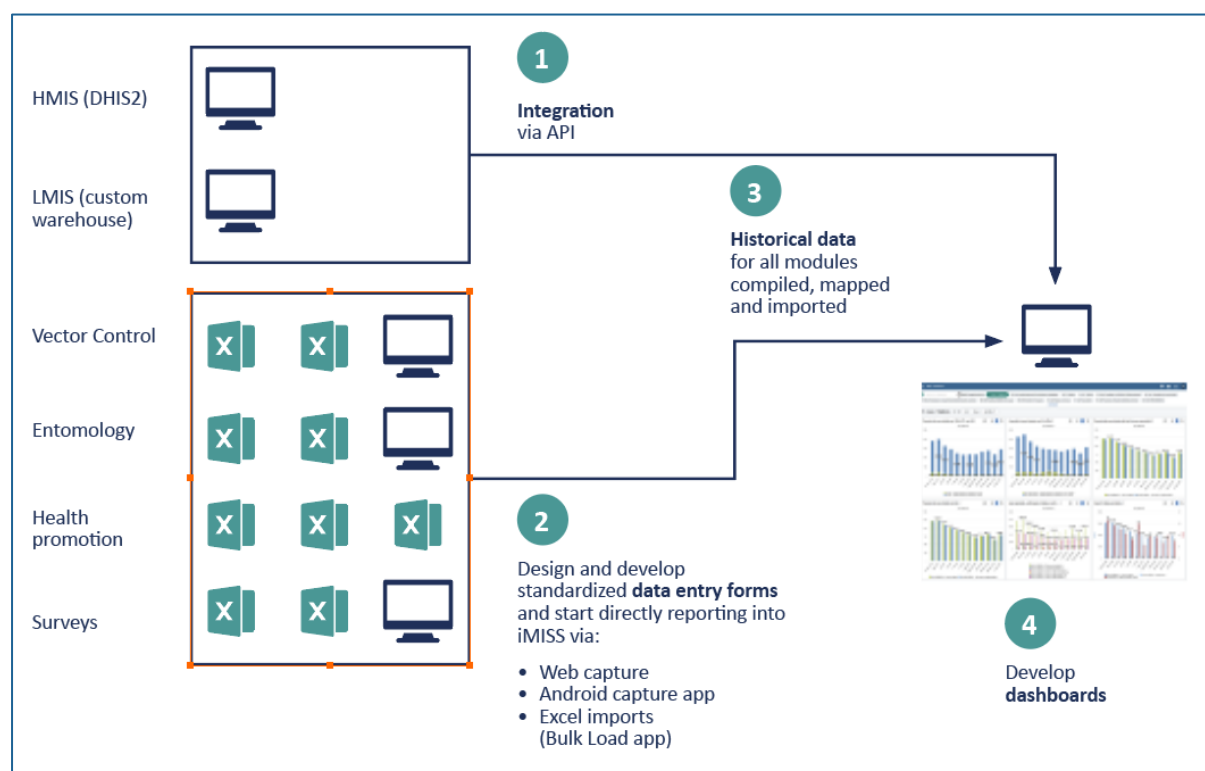 HMIS (DHIS2)
LMIS (custom
warehouse)
1
Integration
via API
3
Historical data
for all modules
compiled, mapped
and imported
Vector Control
X X
Entomology
X X
Health
promotion
X X X
Surveys
X X
2
Design and develop
standardized data entry forms
and start directly reporting into
iMISS via:
• Web capture
• Android capture app
• Excel imports
(Bulk Load app)
4
Develop
dashboards